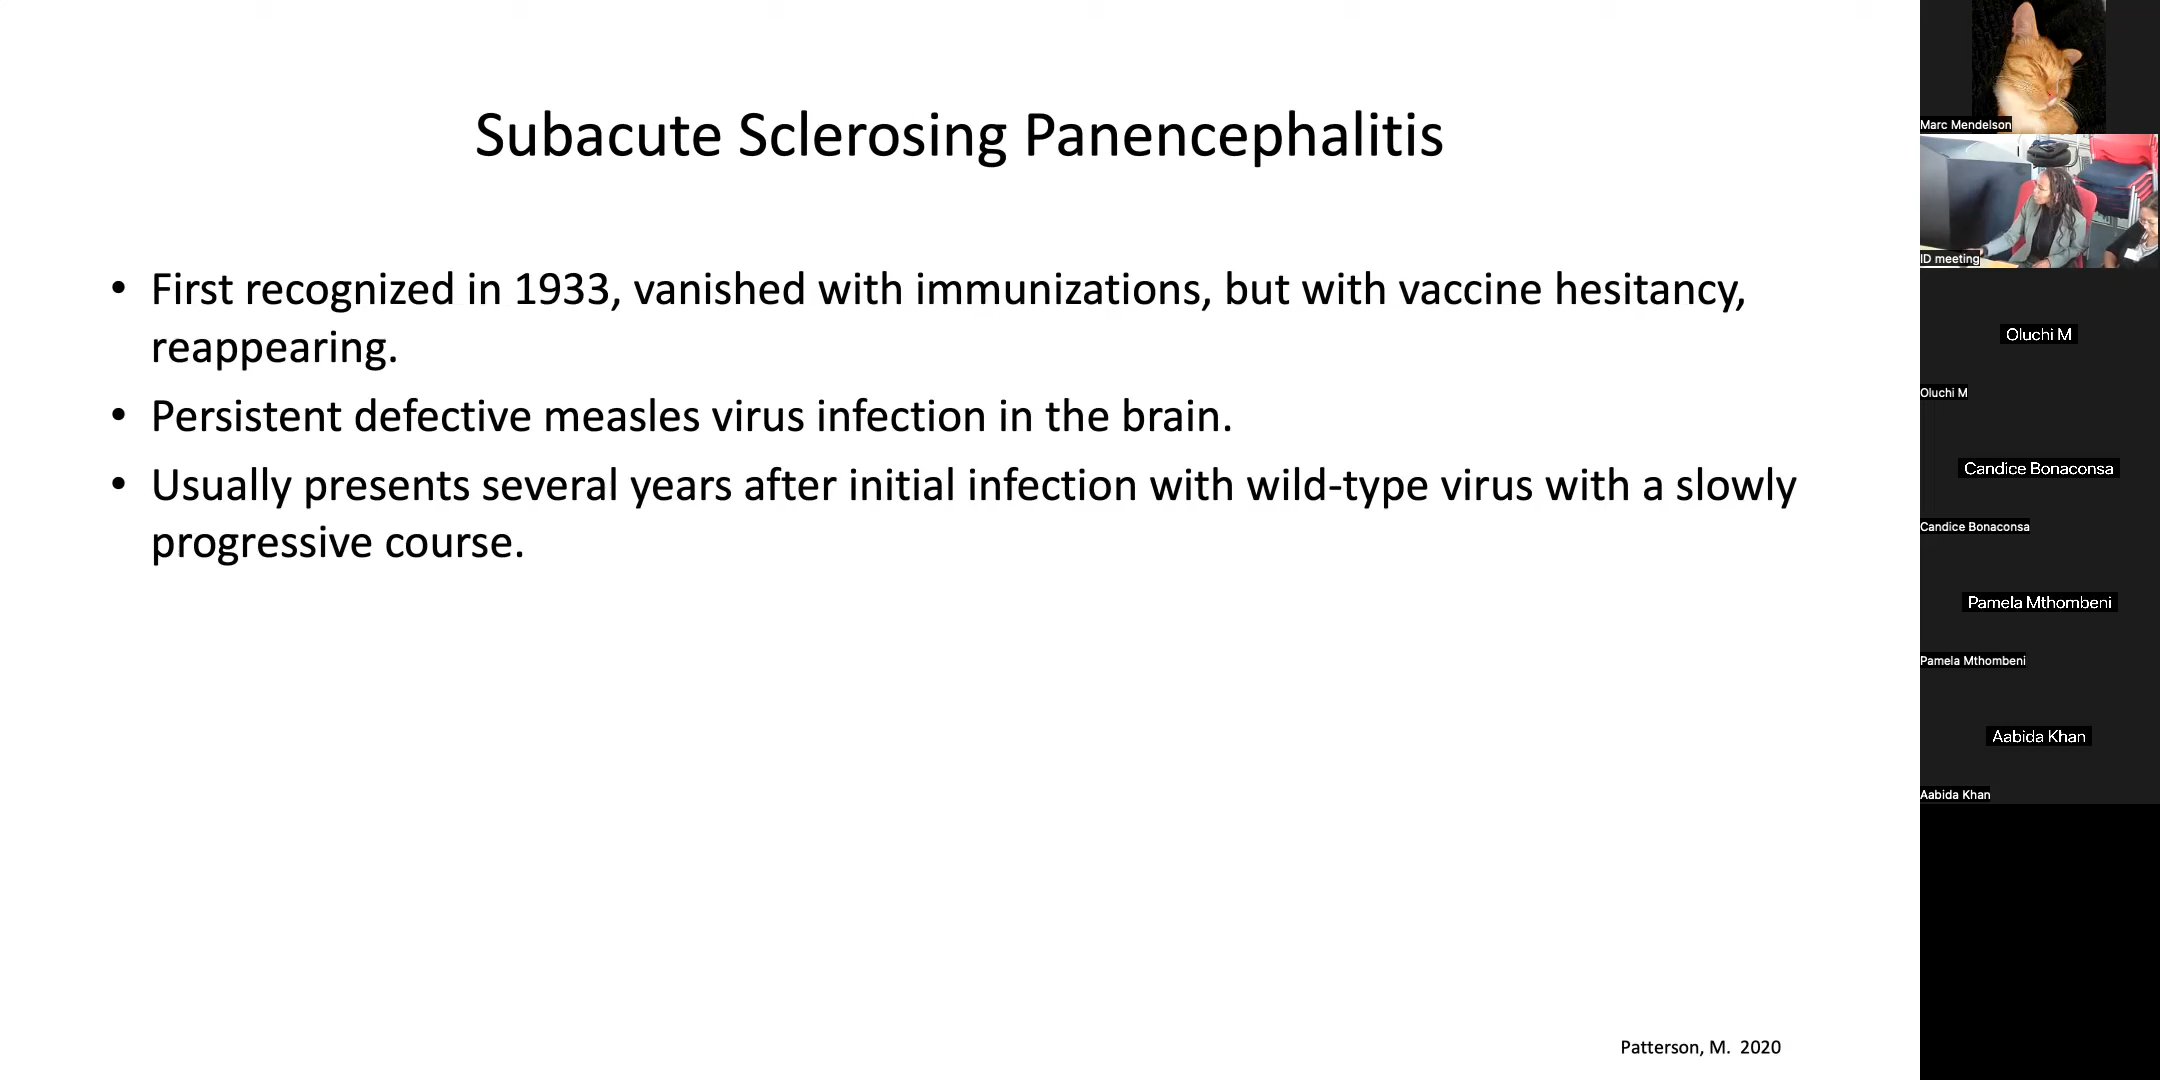 Subacute Sclerosing Panencephalitis
• First recognized in 1933, vanished with immunizations, but with vaccine hesitancy,
reappearing.
• Persistent defective measles virus infection in the brain.
• Usually presents several years after initial infection with wild-type virus with a slowly
progressive course.
Patterson, M. 2020
Marc Mendelson
ID meeting
Oluchi M
Oluchi M
Candice Bonaconsa
Candice Bonaconsa
Pamela Mthombeni
Pamela Mthombeni
Aabida Khan
Aabida Khan